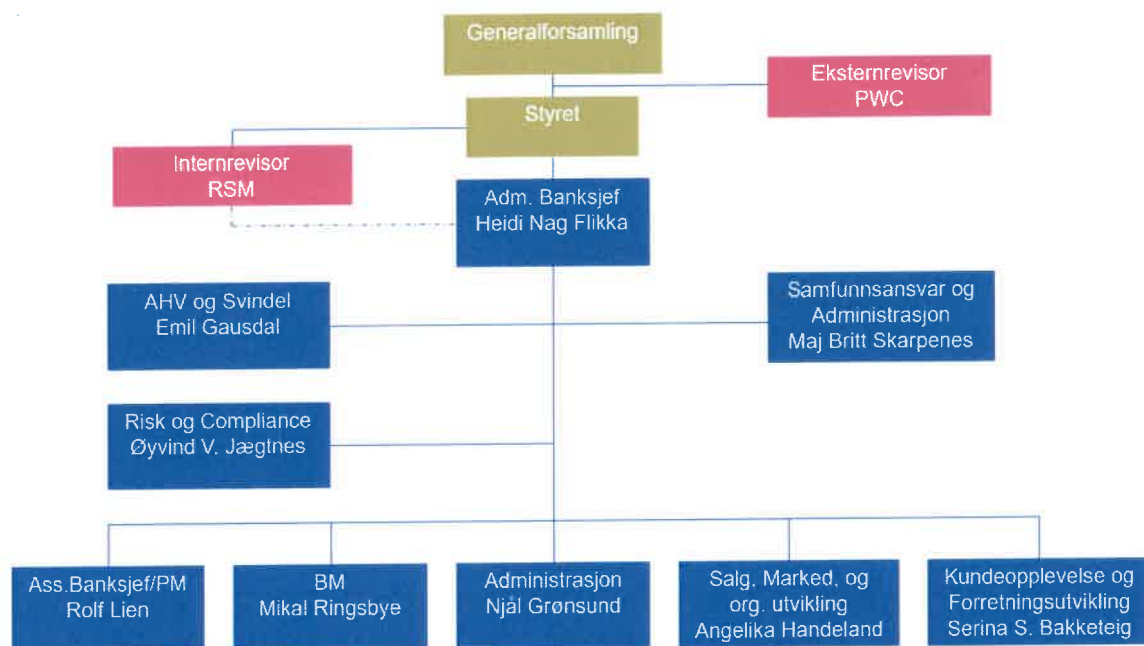 Generalforsamling
Eksternrevisor
PWC
Styret
Internrevisor
RSM
Adm. Banksjef
Heidi Nag Flikka
AHV og Svindel
Emil Gausdal
Samfunnsansvar og
Administrasjon
Maj Britt Skarpenes
Risk og Compliance
Øyvind V. Jægtnes
Ass.Banksjef/PM
Rolf Lien
BM
Mikal Ringsbye
Administrasjon
Njål Grønsund
Salg, Marked, og
org. utvikling
Angelika Handeland
Kundeopplevelse og
Forretningsutvikling
Serina S. Bakketeig